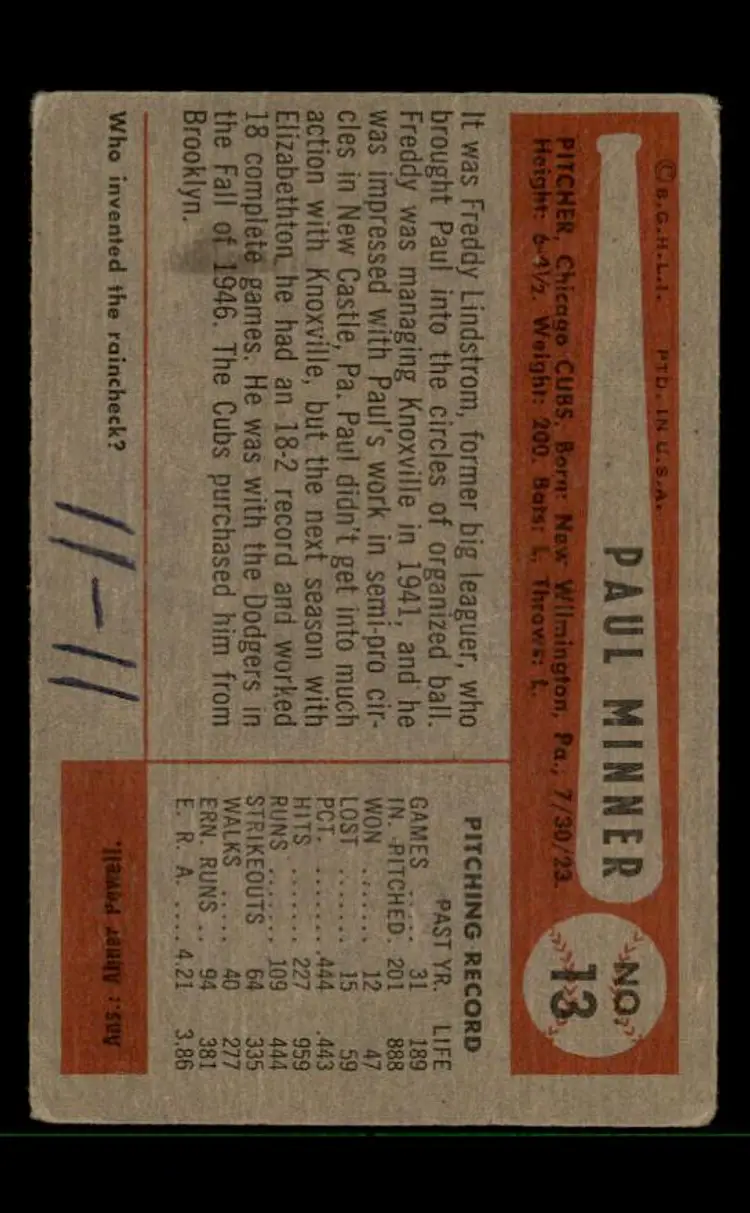 ©B.G.H.L.I. PTD. IN U.S.A.
PAUL MINNER
NO.
13
PITCHER, Chicago CUBS. Born: New Wilmington, Pa., 7/30/23.
Height: 6-4½. Weight: 200. Bats: L. Throws: L.
It was Freddy Lindstrom, former big leaguer, who
brought Paul into the circles of organized ball.
Freddy was managing Knoxville in 1941, and he
was impressed with Paul's work in semi-pro cir-
cles in New Castle, Pa. Paul didn't get into much
action with Knoxville, but the next season with
Elizabethton, he had an 18-2 record and worked
18 complete games. He was with the Dodgers in
the Fall of 1946. The Cubs purchased him from
Brooklyn.
PITCHING RECORD
PAST YR. LIFE
GAMES ..... 31 189
IN. PITCHED. 201 888
WON ....... 12 47
LOST ....... 15 59
PCT. ........ .444 .443
HITS ....... 227 959
RUNS ....... 109 444
STRIKEOUTS 64 335
WALKS ..... 40 277
ERN. RUNS .. 94 381
E. R. A. .... 4.21 3.86
Who invented the raincheck?
11-11
Ans.: Abner Powell.